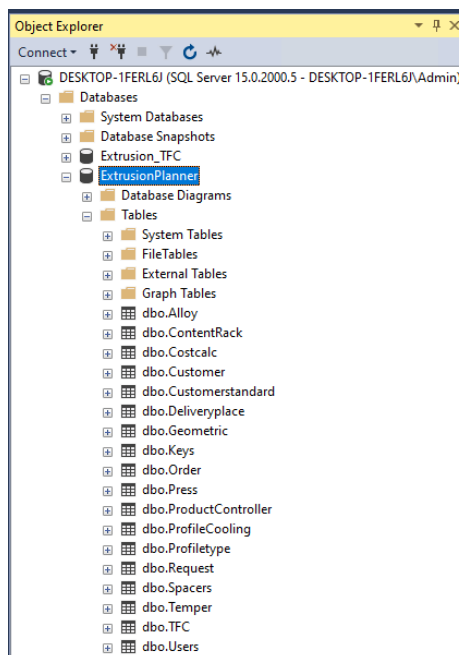 Object Explorer
Connect
DESKTOP-1FERL6J (SQL Server 15.0.2000.5 - DESKTOP-1FERL6J\Admin)
Databases
System Databases
Database Snapshots
Extrusion_TFC
ExtrusionPlanner
Database Diagrams
Tables
System Tables
FileTables
External Tables
Graph Tables
dbo.Alloy
dbo.ContentRack
dbo.Costcalc
dbo.Customer
dbo.Customerstandard
dbo.Deliveryplace
dbo.Geometric
dbo.Keys
dbo.Order
dbo.Press
dbo.ProductController
dbo.ProfileCooling
dbo.Profiletype
dbo.Request
dbo.Spacers
dbo.Temper
dbo.TFC
dbo.Users